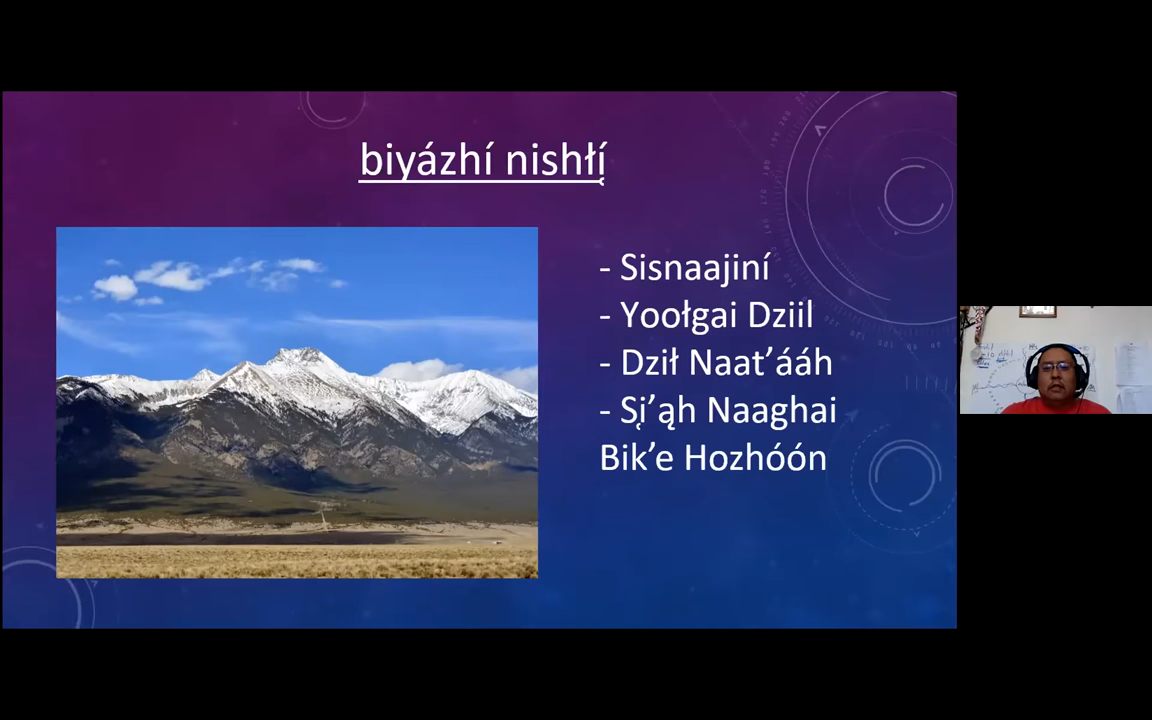 biyázhí nishłį́
- Sisnaajiní
- Yoołgai Dziil
- Dził Naat’ááh
- Sį’ąh Naaghai
Bik’e Hozhóón